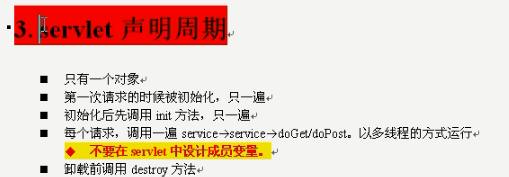 3. servlet 声明周期
只有一个对象
第一次请求的时候被初始化，只一遍
初始化后先调用 init 方法，只一遍
每个请求，调用一遍 service→service→doGet/doPost。以多线程的方式运行
不要在 servlet 中设计成员变量。
卸载前调用 destroy 方法